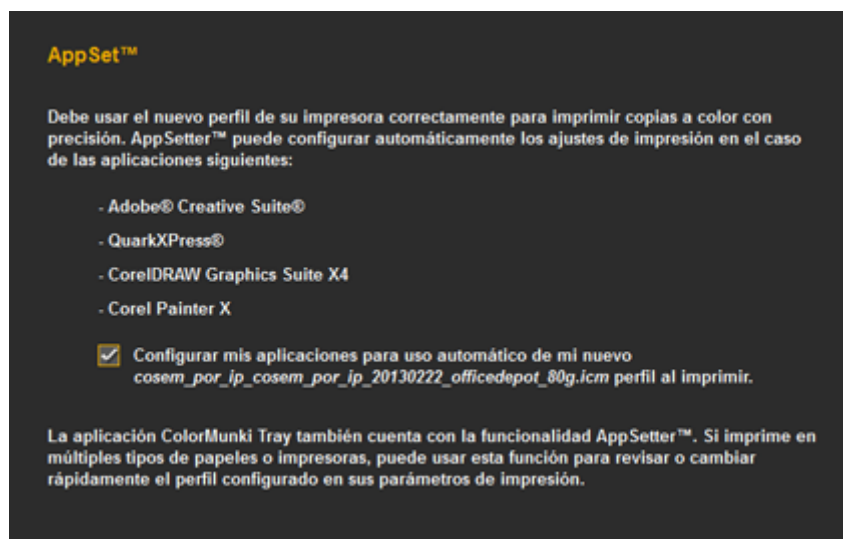 AppSet™
Debe usar el nuevo perfil de su impresora correctamente para imprimir copias a color con
precisión. AppSetter™ puede configurar automáticamente los ajustes de impresión en el caso
de las aplicaciones siguientes:
- Adobe® Creative Suite®
- QuarkXPress®
- CorelDRAW Graphics Suite X4
- Corel Painter X
Configurar mis aplicaciones para uso automático de mi nuevo
cosem_por_ip_cosem_por_ip_20130222_officedepot_80g.icm perfil al imprimir.
La aplicación ColorMunki Tray también cuenta con la funcionalidad AppSetter™. Si imprime en
múltiples tipos de papeles o impresoras, puede usar esta función para revisar o cambiar
rápidamente el perfil configurado en sus parámetros de impresión.